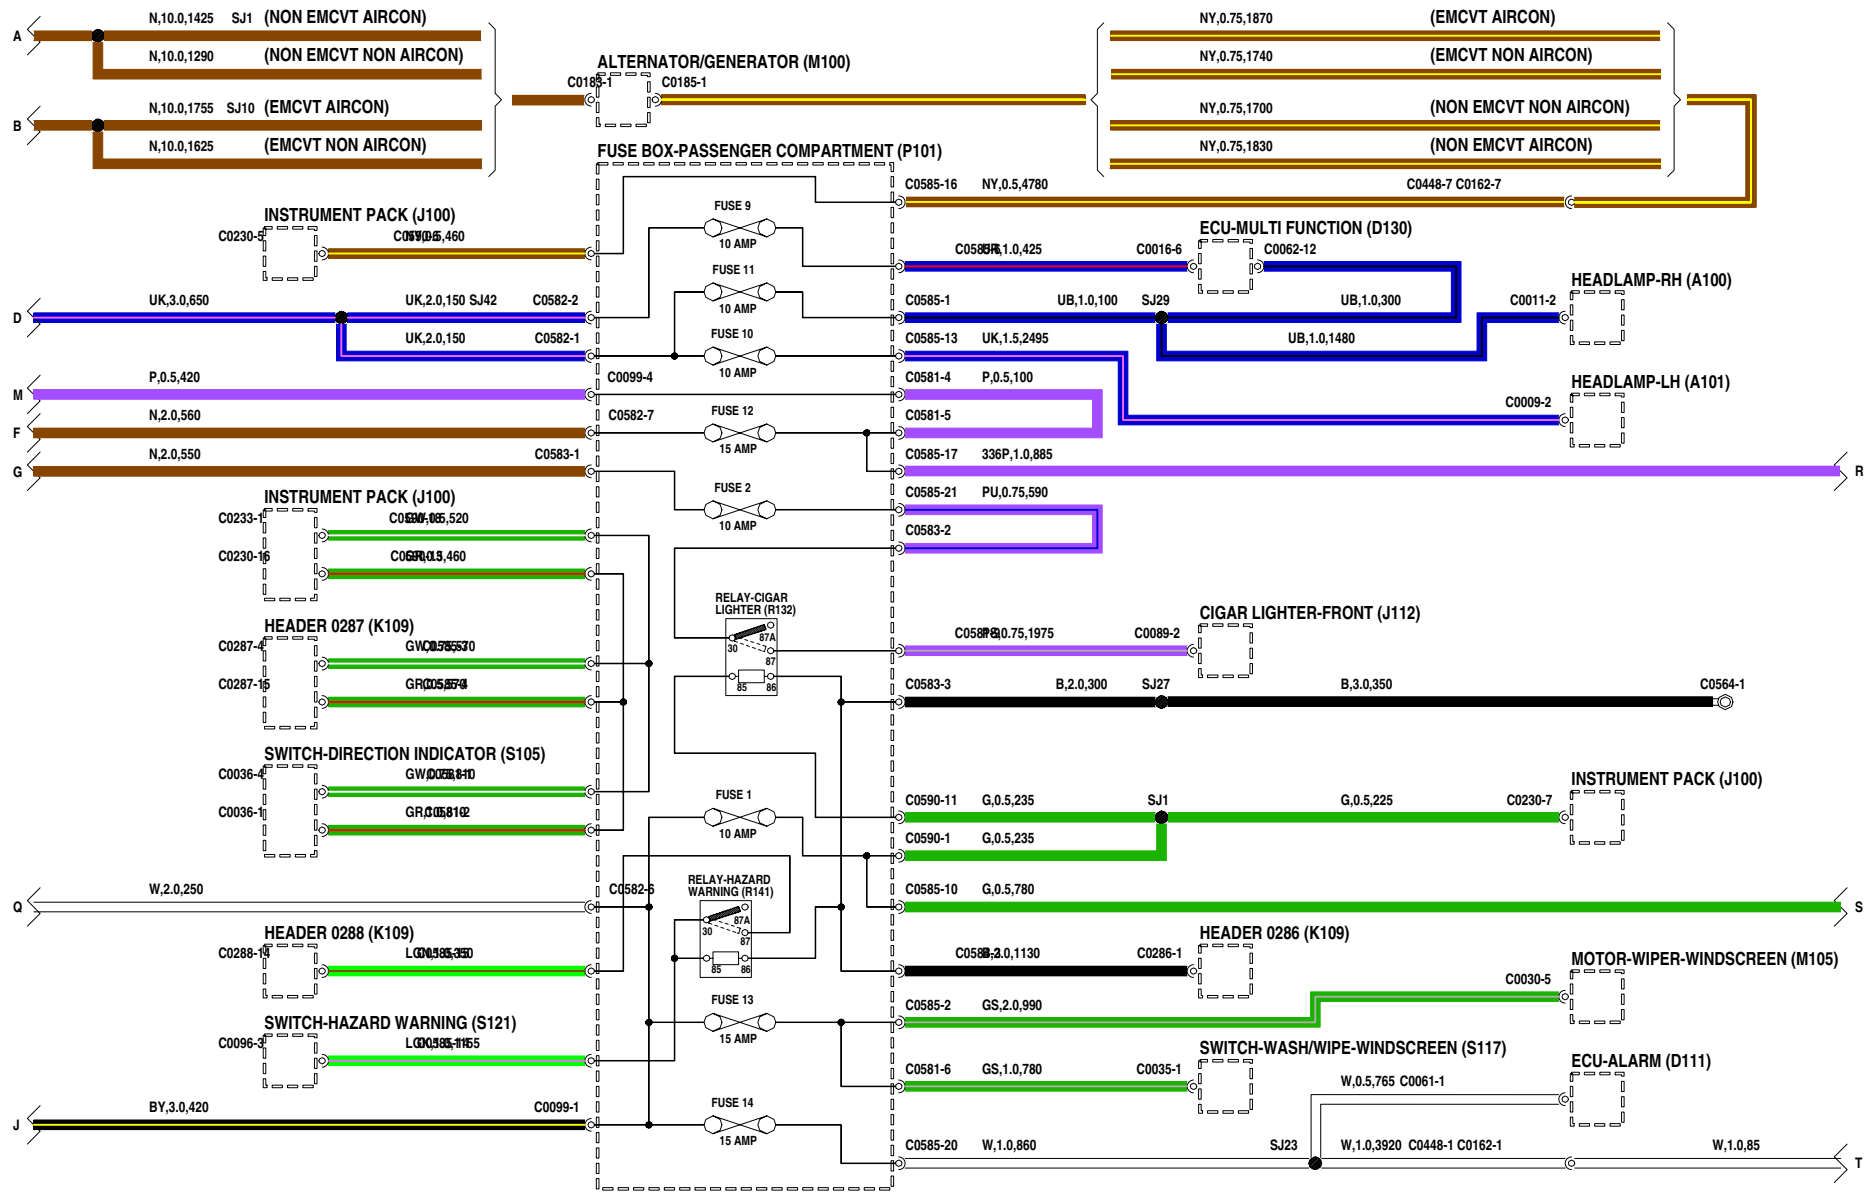 A
N,10.0,1425 SJ1 (NON EMCVT AIRCON)
N,10.0,1290 (NON EMCVT NON AIRCON)
B
N,10.0,1755 SJ10 (EMCVT AIRCON)
N,10.0,1625 (EMCVT NON AIRCON)
ALTERNATOR/GENERATOR (M100)
C0183-1 C0185-1
NY,0.75,1870 (EMCVT AIRCON)
NY,0.75,1740 (EMCVT NON AIRCON)
NY,0.75,1700 (NON EMCVT NON AIRCON)
NY,0.75,1830 (NON EMCVT AIRCON)
FUSE BOX-PASSENGER COMPARTMENT (P101)
C0585-16 NY,0.5,4780 C0448-7 C0162-7
INSTRUMENT PACK (J100)
C0230-5
FUSE 9
10 AMP
C0016-6
ECU-MULTI FUNCTION (D130)
C0062-12
HEADLAMP-RH (A100)
C0011-2
FUSE 11
10 AMP
D
UK,3.0,650 UK,2.0,150 SJ42 C0582-2
C0585-1 UB,1.0,100 SJ29 UB,1.0,300
UK,2.0,150 C0582-1
FUSE 10
10 AMP
C0585-13 UK,1.5,2495 UB,1.0,1480
HEADLAMP-LH (A101)
C0009-2
M
P,0.5,420 C0099-4
C0581-4 P,0.5,100
F
N,2.0,560 C0582-7
FUSE 12
15 AMP
C0581-5
G
N,2.0,550 C0583-1
C0585-17 336P,1.0,885
R
FUSE 2
10 AMP
C0585-21 PU,0.75,590
C0583-2
INSTRUMENT PACK (J100)
C0233-1
C0230-16
RELAY-CIGAR
LIGHTER (R132)
87A
30
87
85 86
CIGAR LIGHTER-FRONT (J112)
C0089-2
HEADER 0287 (K109)
C0287-4
C0287-15
C0583-3 B,2.0,300 SJ27 B,3.0,350 C0564-1
SWITCH-DIRECTION INDICATOR (S105)
C0036-4
C0036-1
FUSE 1
10 AMP
INSTRUMENT PACK (J100)
C0590-11 G,0.5,235 SJ1 G,0.5,225 C0230-7
C0590-1 G,0.5,235
Q
W,2.0,250 C0582-6
C0585-10 G,0.5,780
S
RELAY-HAZARD
WARNING (R141)
87A
30
87
85 86
HEADER 0288 (K109)
C0288-14
HEADER 0286 (K109)
C0286-1
MOTOR-WIPER-WINDSCREEN (M105)
C0030-5
FUSE 13
15 AMP
C0585-2 GS,2.0,990
SWITCH-HAZARD WARNING (S121)
C0096-3
SWITCH-WASH/WIPE-WINDSCREEN (S117)
C0581-6 GS,1.0,780 C0035-1
ECU-ALARM (D111)
W,0.5,765 C0061-1
J
BY,3.0,420 C0099-1
FUSE 14
15 AMP
C0585-20 W,1.0,860 SJ23 W,1.0,3920 C0448-1 C0162-1 W,1.0,85
T